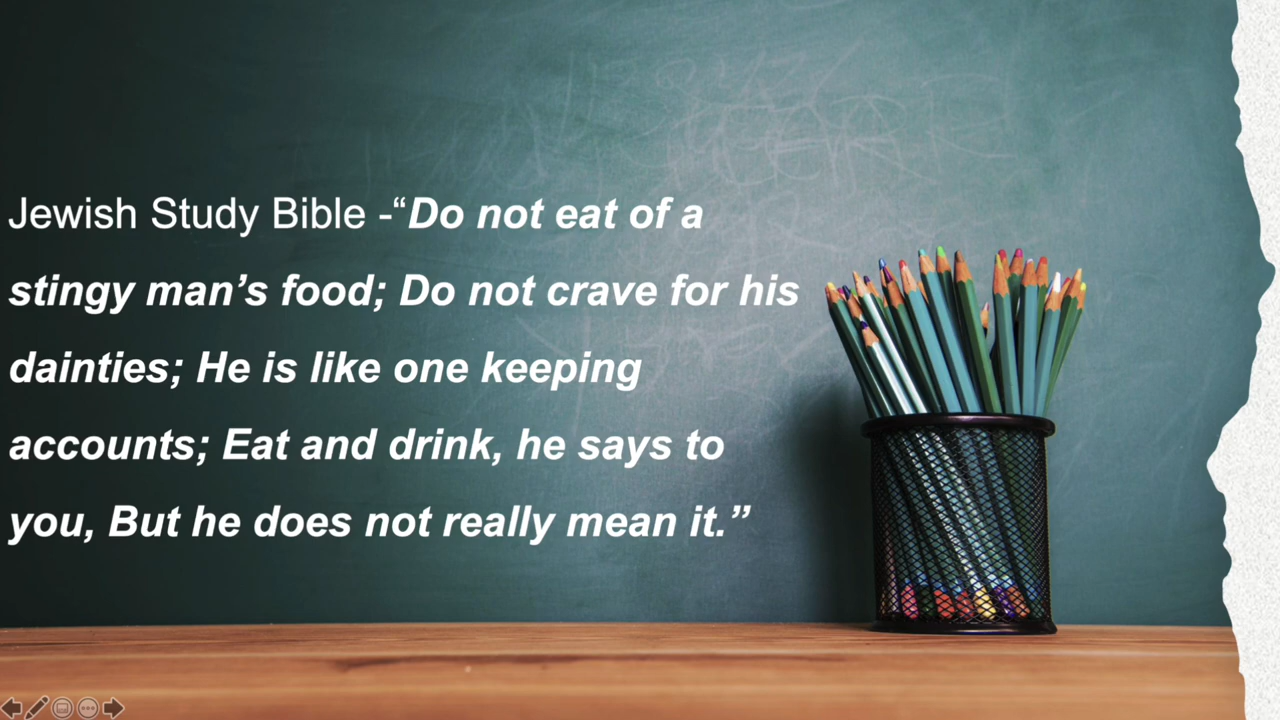 Jewish Study Bible -“Do not eat of a
stingy man’s food; Do not crave for his
dainties; He is like one keeping
accounts; Eat and drink, he says to
you, But he does not really mean it.”